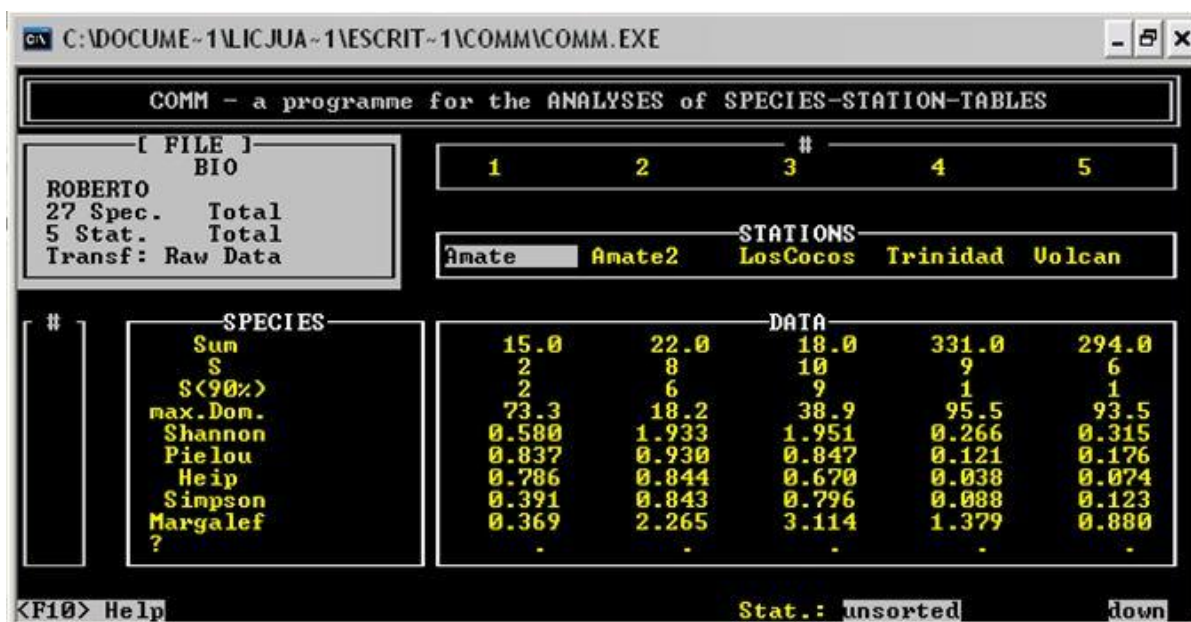 C:\DOCUME~1\LICJUA~1\ESCRIT~1\COMM\COMM.EXE
COMM - a programme for the ANALYSES of SPECIES-STATION-TABLES
[ FILE ]
BIO
ROBERTO
27 Spec. Total
5 Stat. Total
Transf: Raw Data
#
1 2 3 4 5
STATIONS
Amate Amate2 LosCocos Trinidad Volcan
# SPECIES DATA
Sum 15.0 22.0 18.0 331.0 294.0
S 2 8 10 9 6
S(90%) 2 6 9 1 1
max.Dom. 73.3 18.2 38.9 95.5 93.5
Shannon 0.580 1.933 1.951 0.266 0.315
Pielou 0.837 0.930 0.847 0.121 0.176
Heip 0.786 0.844 0.670 0.038 0.074
Simpson 0.391 0.843 0.796 0.088 0.123
Margalef 0.369 2.265 3.114 1.379 0.880
? . . . . .
<F10> Help Stat.: unsorted down